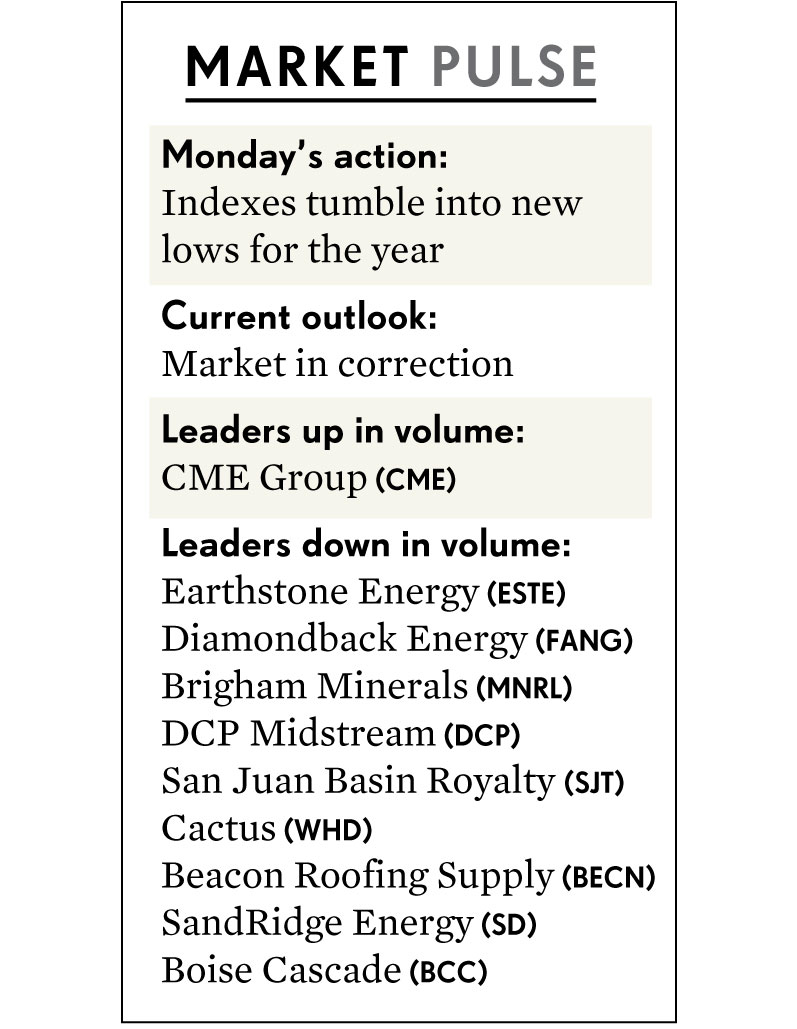 MARKET PULSE
Monday’s action:
Indexes tumble into new
lows for the year
Current outlook:
Market in correction
Leaders up in volume:
CME Group (CME)
Leaders down in volume:
Earthstone Energy (ESTE)
Diamondback Energy (FANG)
Brigham Minerals (MNRL)
DCP Midstream (DCP)
San Juan Basin Royalty (SJT)
Cactus (WHD)
Beacon Roofing Supply (BECN)
SandRidge Energy (SD)
Boise Cascade (BCC)